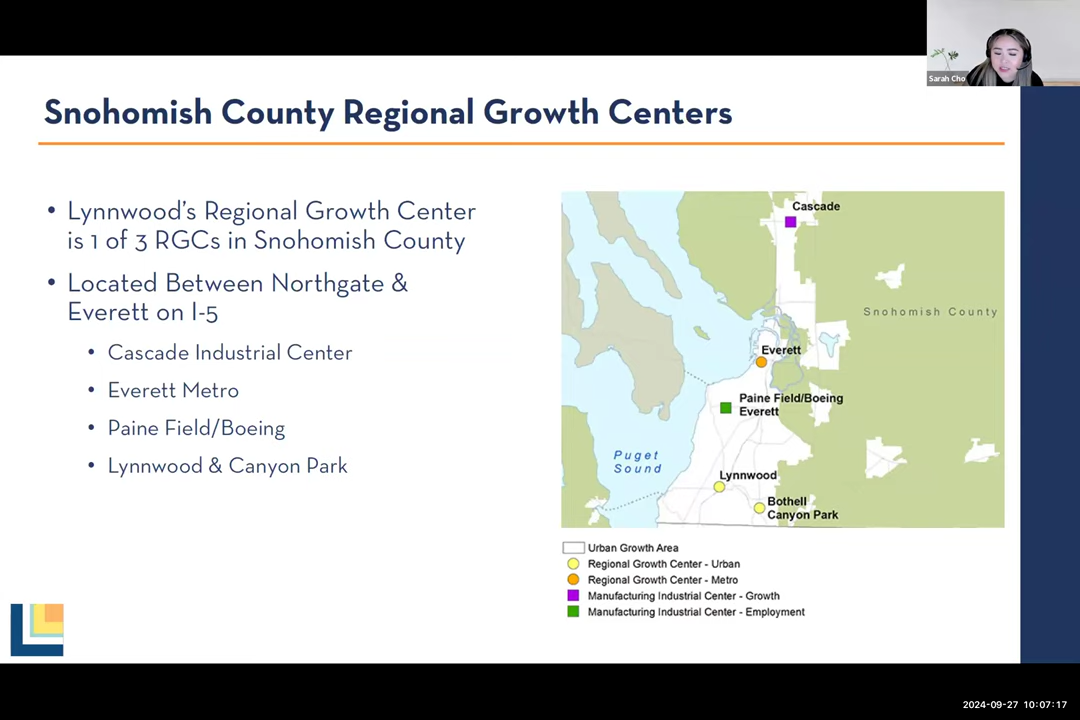 Sarah Cho
Snohomish County Regional Growth Centers
• Lynnwood's Regional Growth Center
is 1 of 3 RGCs in Snohomish County
• Located Between Northgate &
Everett on I-5
• Cascade Industrial Center
• Everett Metro
• Paine Field/Boeing
• Lynnwood & Canyon Park
Cascade
Snohomish County
Everett
Paine Field/Boeing
Everett
Puget
Sound
Lynnwood
Bothell
Canyon Park
Urban Growth Area
Regional Growth Center - Urban
Regional Growth Center - Metro
Manufacturing Industrial Center - Growth
Manufacturing Industrial Center - Employment
2024-09-27 10:07:17